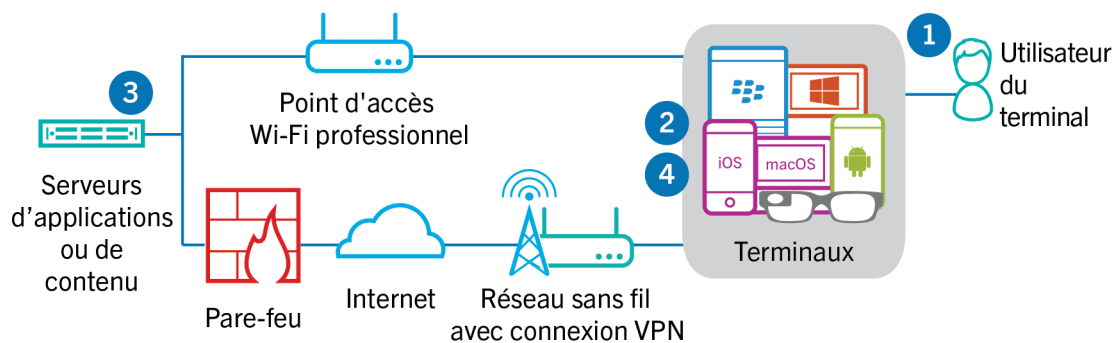 1
Utilisateur
du
terminal
3
Point d'accès
Wi-Fi professionnel
2
4
iOS
macOS
Serveurs
d’applications
ou de
contenu
Terminaux
Pare-feu
Internet
Réseau sans fil
avec connexion VPN